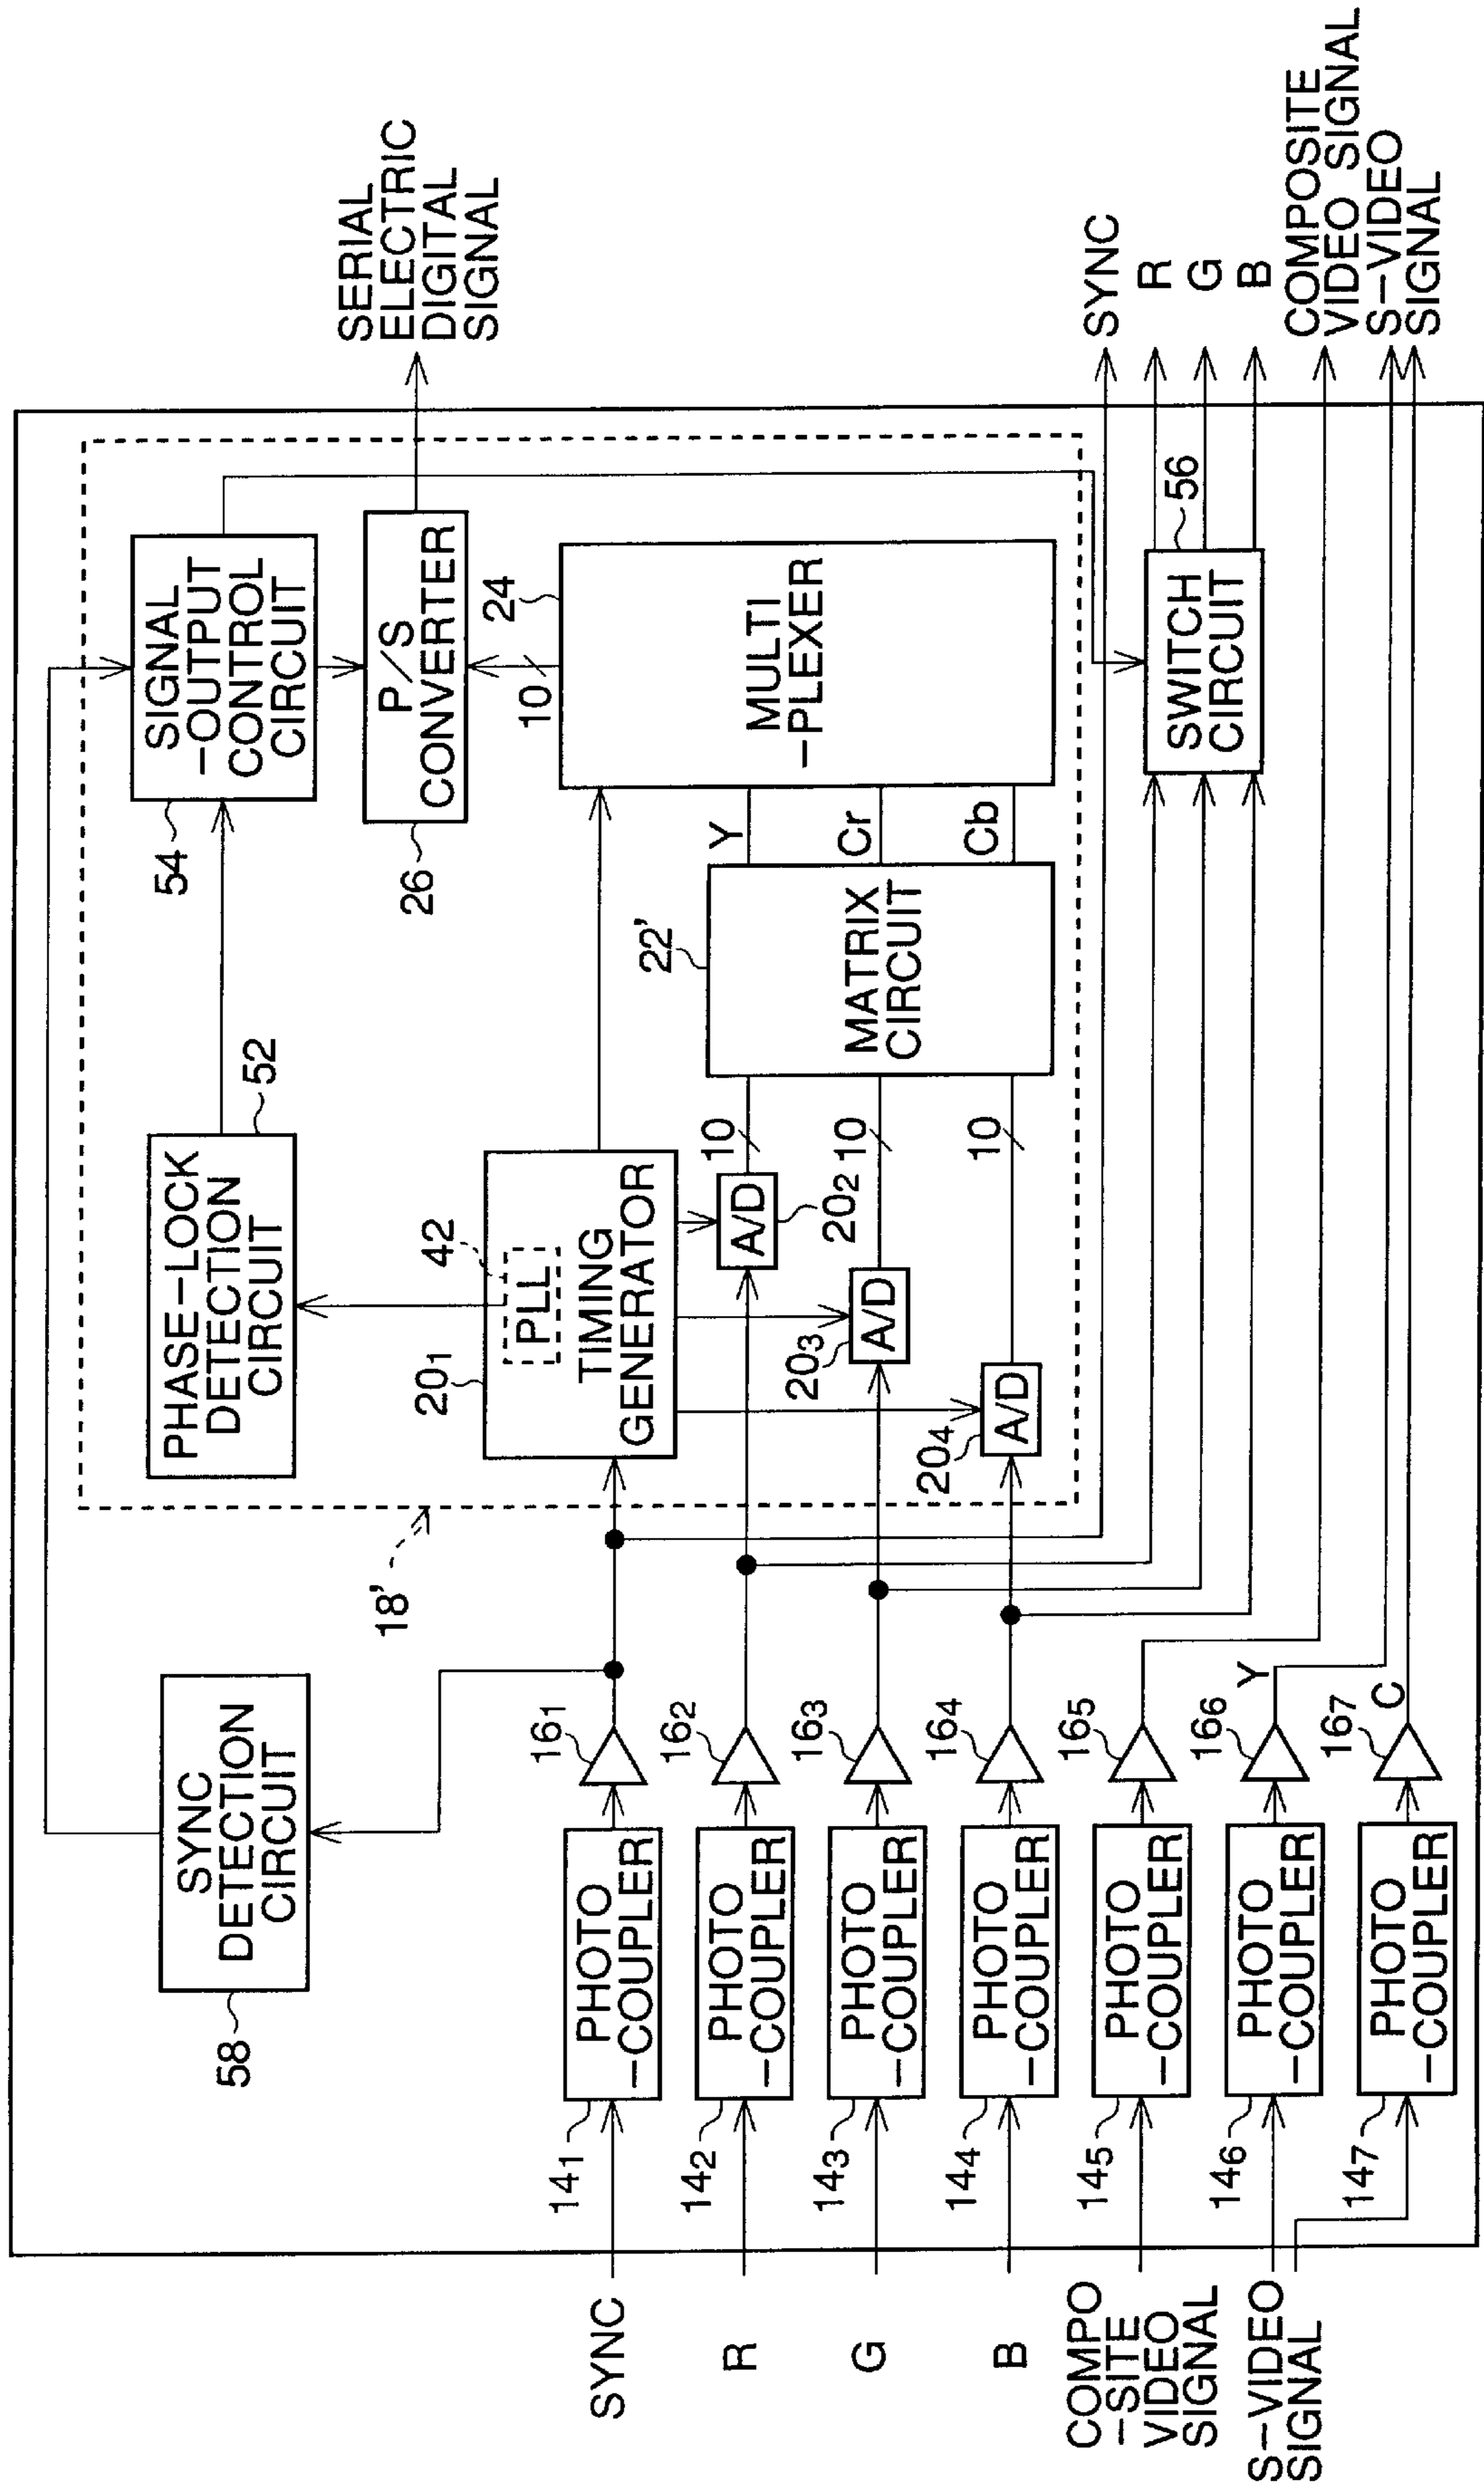 SYNC
DETECTION
CIRCUIT
58
PHASE-LOCK
DETECTION
CIRCUIT
52
SIGNAL
-OUTPUT
CONTROL
CIRCUIT
54
SERIAL
ELECTRIC
DIGITAL
SIGNAL
P/S
CONVERTER
26
18'
20₁
PLL
42
TIMING
GENERATOR
10
24
MULTI
-PLEXER
SYNC
14₁
PHOTO
-COUPLER
16₁
R
14₂
PHOTO
-COUPLER
16₂
A/D
20₂
10
22'
MATRIX
CIRCUIT
Y
Cr
Cb
G
14₃
PHOTO
-COUPLER
16₃
20₃
A/D
10
B
14₄
PHOTO
-COUPLER
16₄
20₄
A/D
10
SYNC
R
G
B
56
SWITCH
CIRCUIT
COMPO
-SITE
VIDEO
SIGNAL
14₅
PHOTO
-COUPLER
16₅
COMPOSITE
VIDEO SIGNAL
S-VIDEO
SIGNAL
14₆
PHOTO
-COUPLER
16₆
Y
14₇
PHOTO
-COUPLER
16₇
C
S-VIDEO
SIGNAL